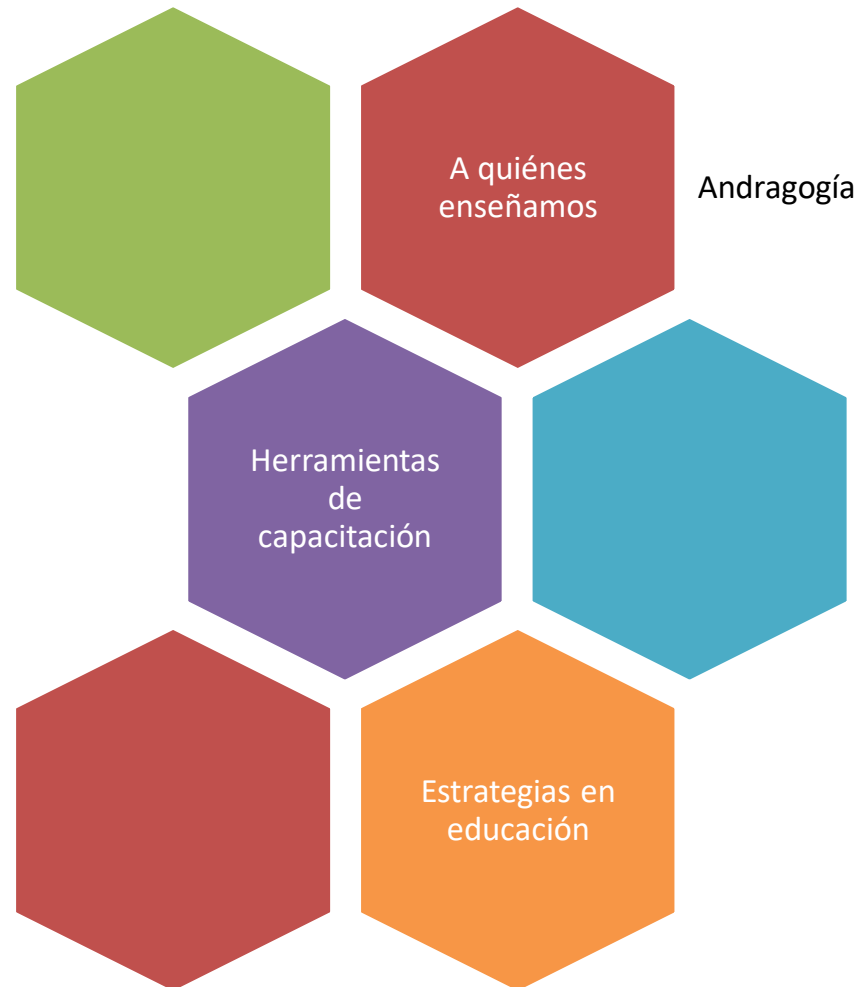 A quiénes
enseñamos
Andragogía
Herramientas
de
capacitación
Estrategias en
educación